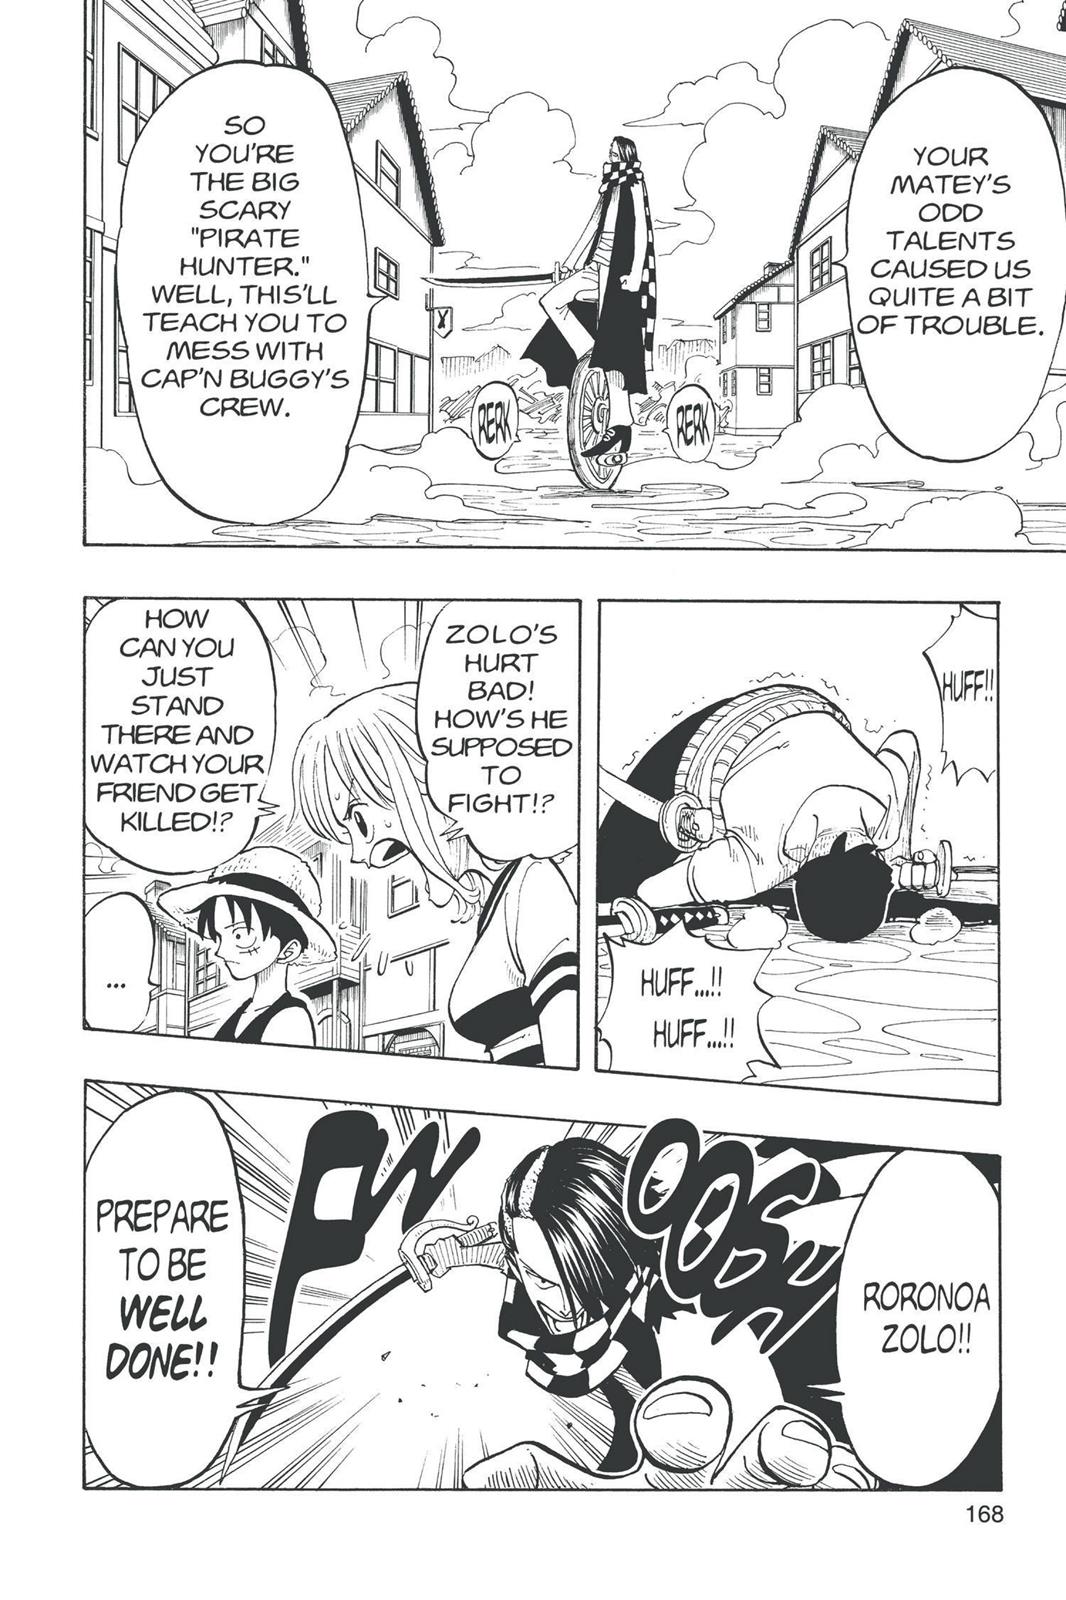 YOUR
MATEY'S
ODD
TALENTS
CAUSED US
QUITE A BIT
OF TROUBLE.
SO
YOU'RE
THE BIG
SCARY
"PIRATE
HUNTER."
WELL, THIS'LL
TEACH YOU TO
MESS WITH
CAP'N BUGGY'S
CREW.
RERK
RERK
HUFF!!
HUFF...!!
HUFF...!!
ZOLO'S
HURT
BAD!
HOW'S HE
SUPPOSED
TO
FIGHT!?
HOW
CAN YOU
JUST
STAND
THERE AND
WATCH YOUR
FRIEND GET
KILLED!?
...
RORONOA
ZOLO!!
OOOSH
FW
PREPARE
TO BE
WELL
DONE!!
168